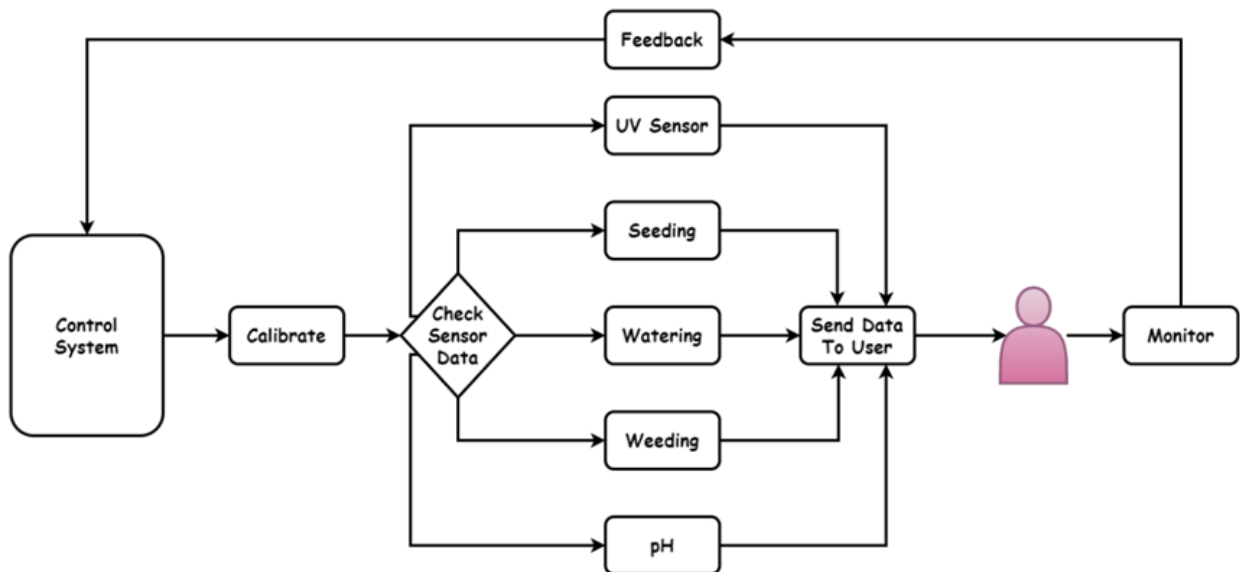 Feedback
UV Sensor
Seeding
Control
System
Calibrate
Check
Sensor
Data
Watering
Send Data
To User
Monitor
Weeding
pH